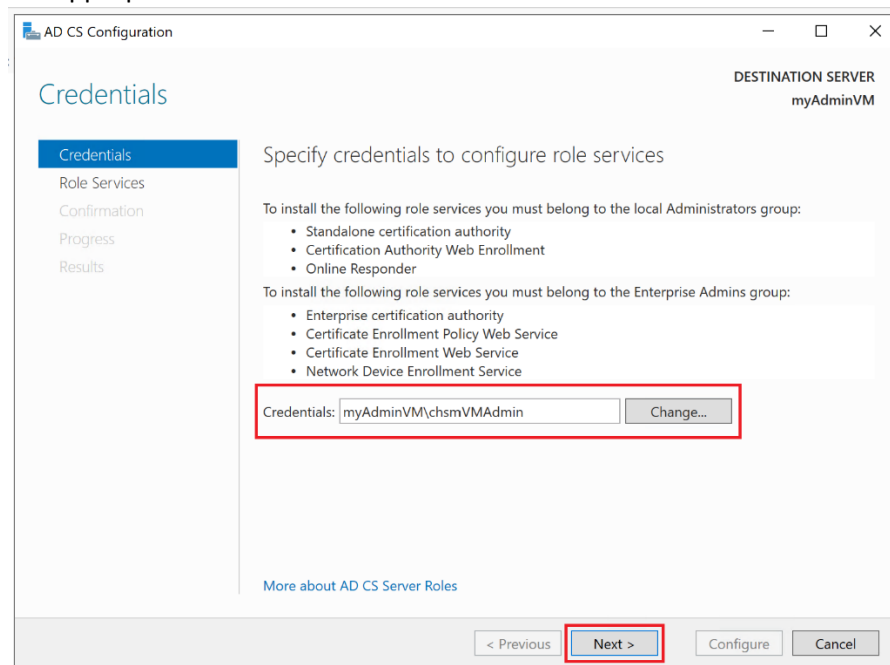 AD CS Configuration
Credentials
DESTINATION SERVER
myAdminVM
Credentials
Role Services
Confirmation
Progress
Results
Specify credentials to configure role services
To install the following role services you must belong to the local Administrators group:
• Standalone certification authority
• Certification Authority Web Enrollment
• Online Responder
To install the following role services you must belong to the Enterprise Admins group:
• Enterprise certification authority
• Certificate Enrollment Policy Web Service
• Certificate Enrollment Web Service
• Network Device Enrollment Service
Credentials: myAdminVM\chsmVMAdmin Change...
More about AD CS Server Roles
< Previous Next > Configure Cancel